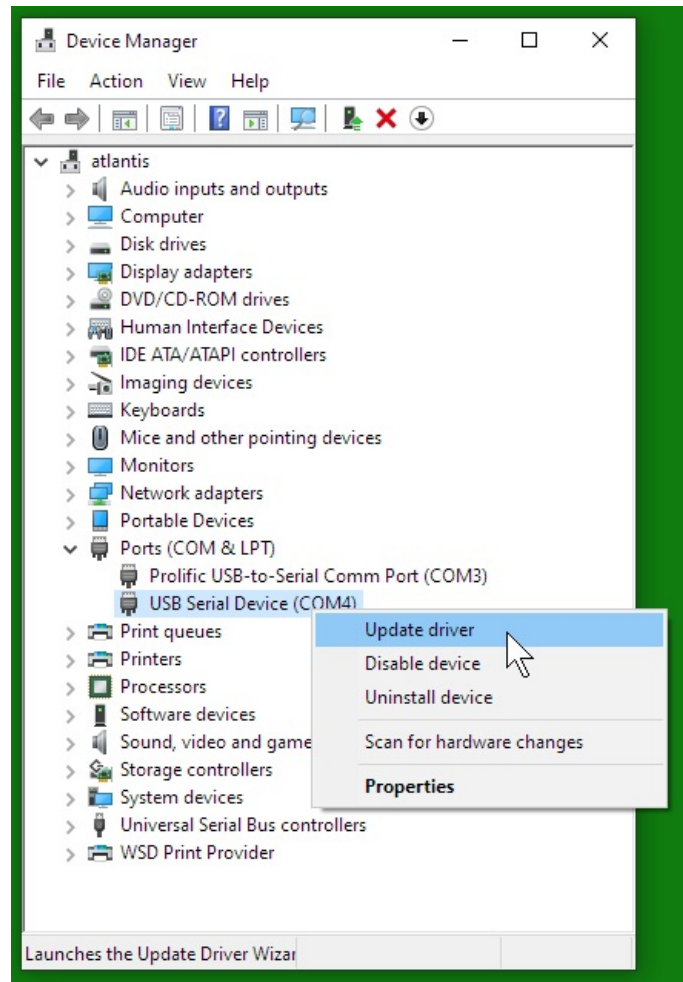 Device Manager
File Action View Help
atlantis
Audio inputs and outputs
Computer
Disk drives
Display adapters
DVD/CD-ROM drives
Human Interface Devices
IDE ATA/ATAPI controllers
Imaging devices
Keyboards
Mice and other pointing devices
Monitors
Network adapters
Portable Devices
Ports (COM & LPT)
Prolific USB-to-Serial Comm Port (COM3)
USB Serial Device (COM4)
Update driver
Disable device
Uninstall device
Scan for hardware changes
Properties
Print queues
Printers
Processors
Software devices
Sound, video and game
Storage controllers
System devices
Universal Serial Bus controllers
WSD Print Provider
Launches the Update Driver Wizar